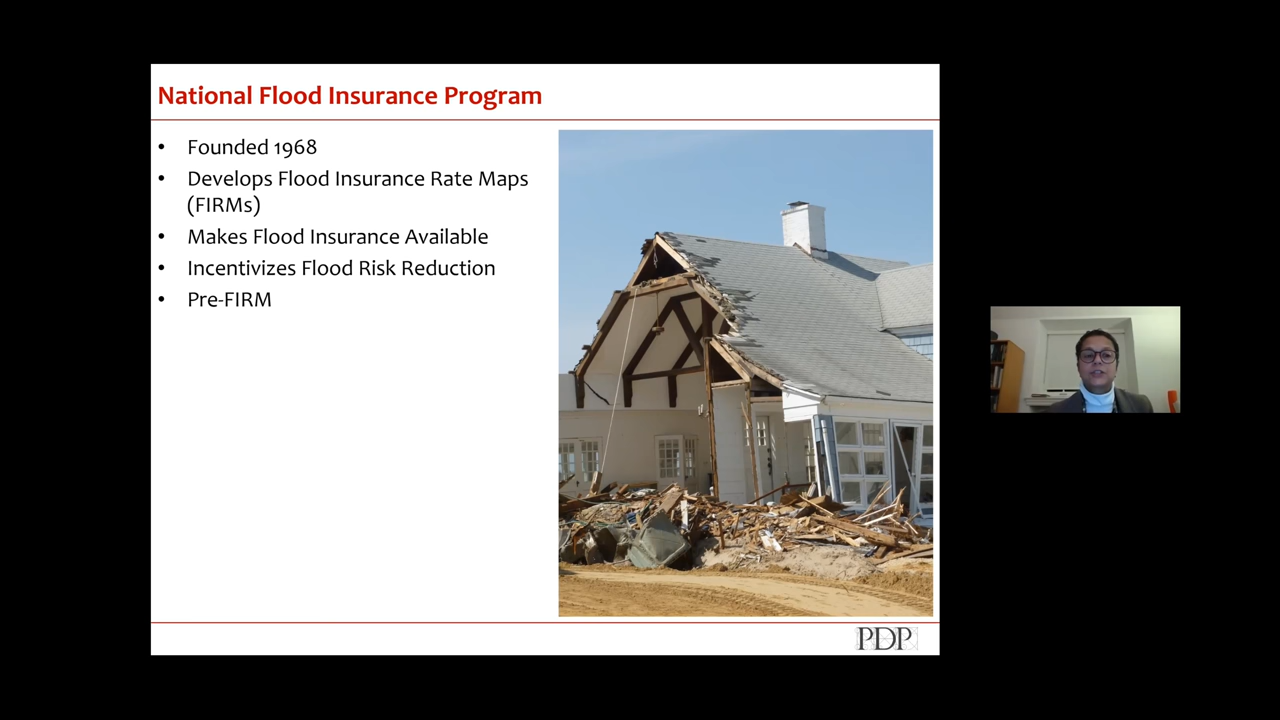 National Flood Insurance Program
• Founded 1968
• Develops Flood Insurance Rate Maps
(FIRMs)
• Makes Flood Insurance Available
• Incentivizes Flood Risk Reduction
• Pre-FIRM
PDP